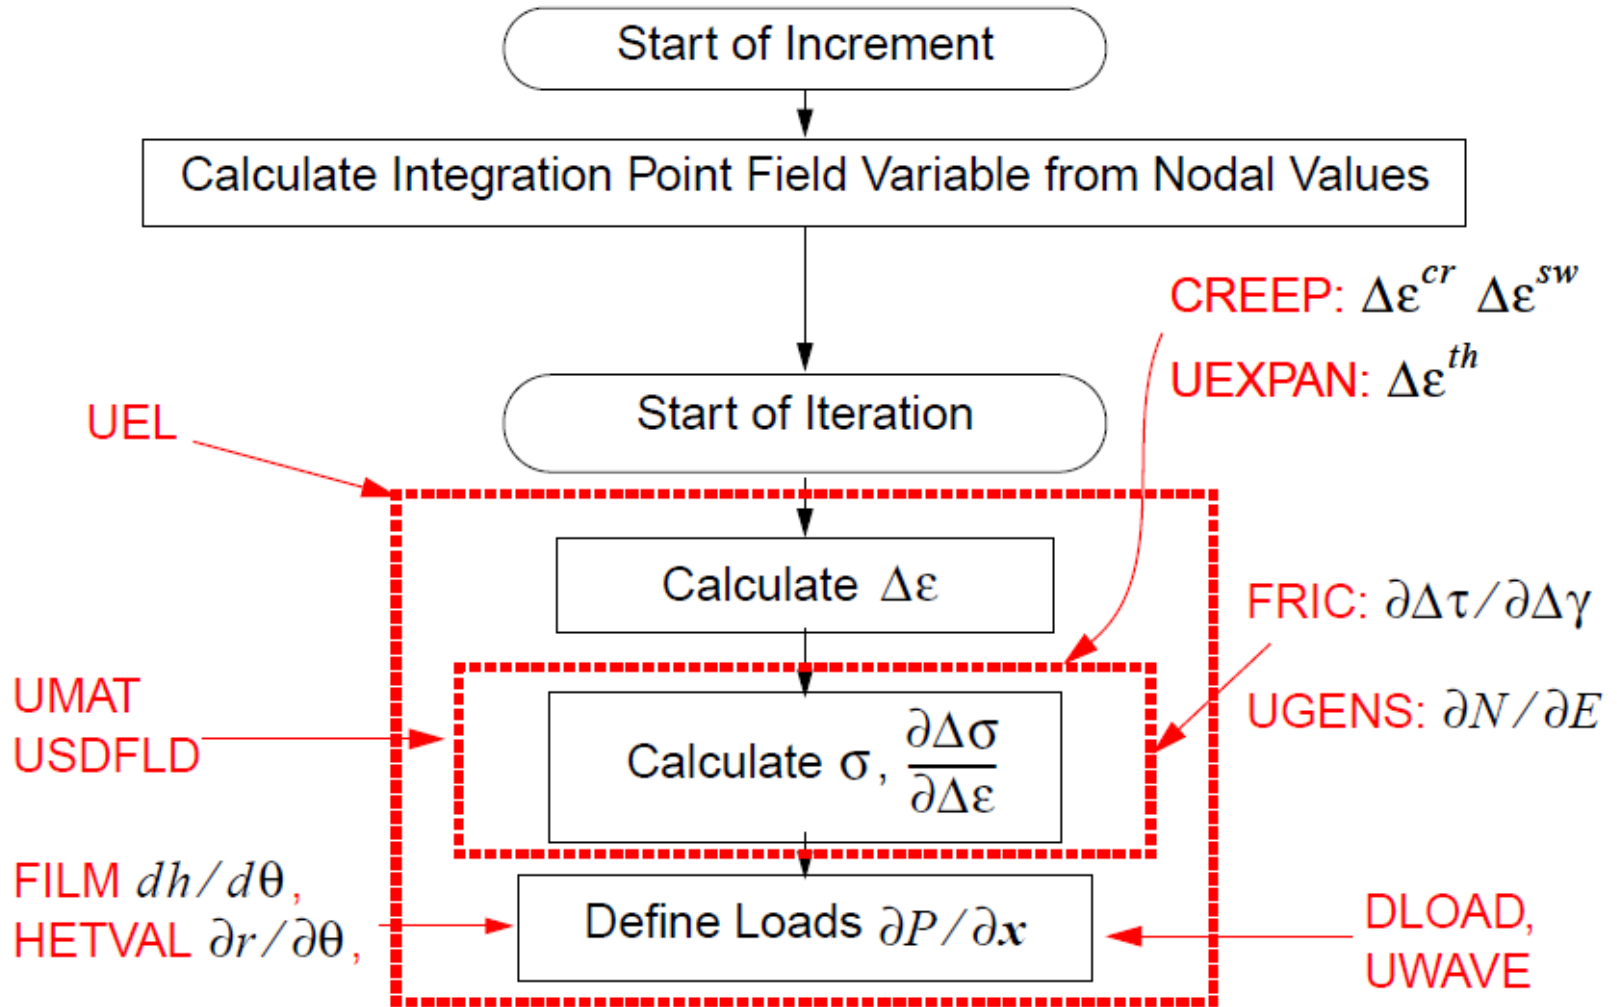 Start of Increment
Calculate Integration Point Field Variable from Nodal Values
CREEP: Δε^cr Δε^sw
UEXPAN: Δε^th
Start of Iteration
UEL
Calculate Δε
FRIC: ∂Δτ/∂Δγ
UGENS: ∂N/∂E
UMAT
USDFLD
Calculate σ, ∂Δσ/∂Δε
FILM dh/dθ,
HETVAL ∂r/∂θ,
Define Loads ∂P/∂x
DLOAD,
UWAVE